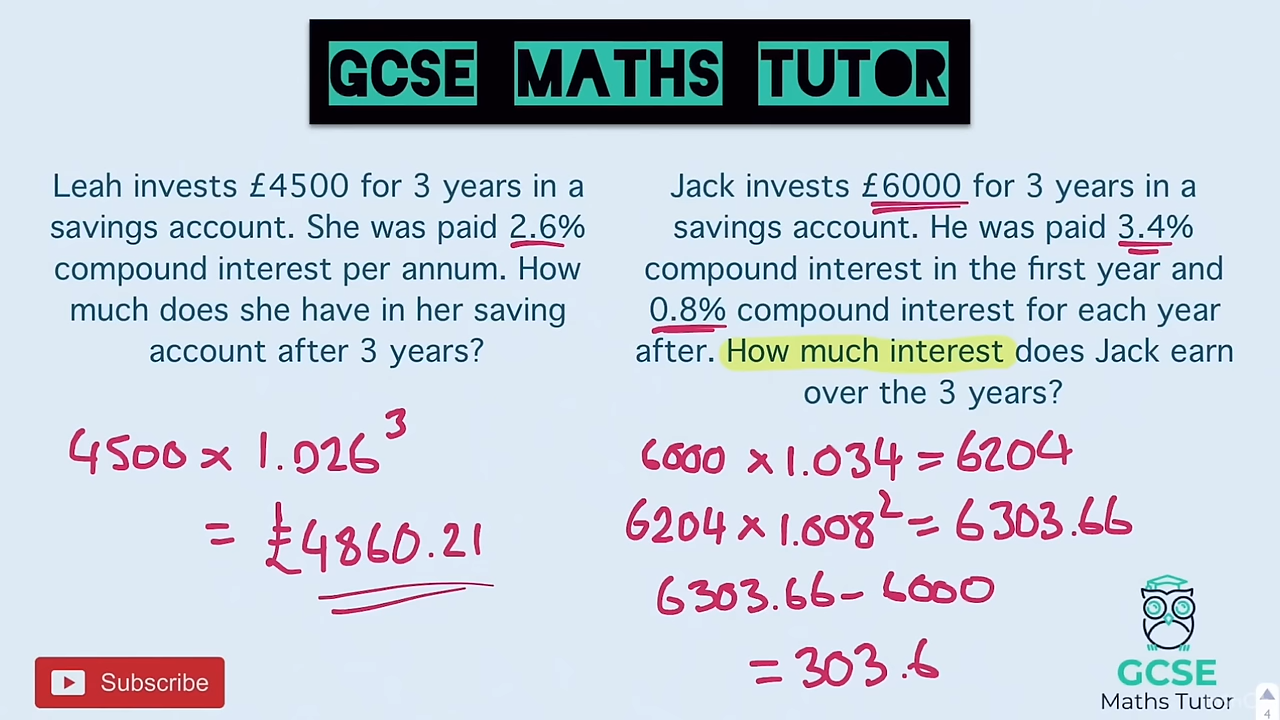 GCSE MATHS TUTOR
Leah invests £4500 for 3 years in a
savings account. She was paid 2.6%
compound interest per annum. How
much does she have in her saving
account after 3 years?
4500 × 1.026³
= £4860.21
Jack invests £6000 for 3 years in a
savings account. He was paid 3.4%
compound interest in the first year and
0.8% compound interest for each year
after. How much interest does Jack earn
over the 3 years?
6000 × 1.034 = 6204
6204 × 1.008² = 6303.66
6303.66 - 6000
= 303.6
Subscribe
GCSE
Maths Tutor
4